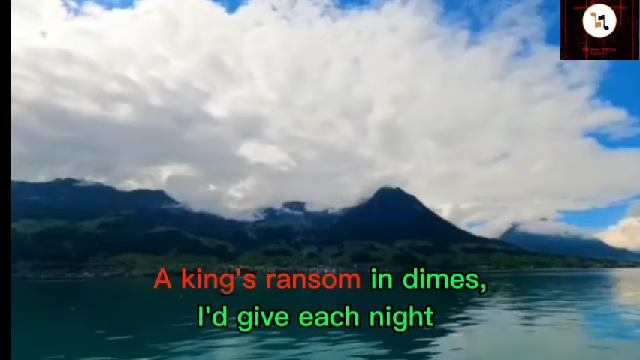 A king's ransom in dimes,
I'd give each night